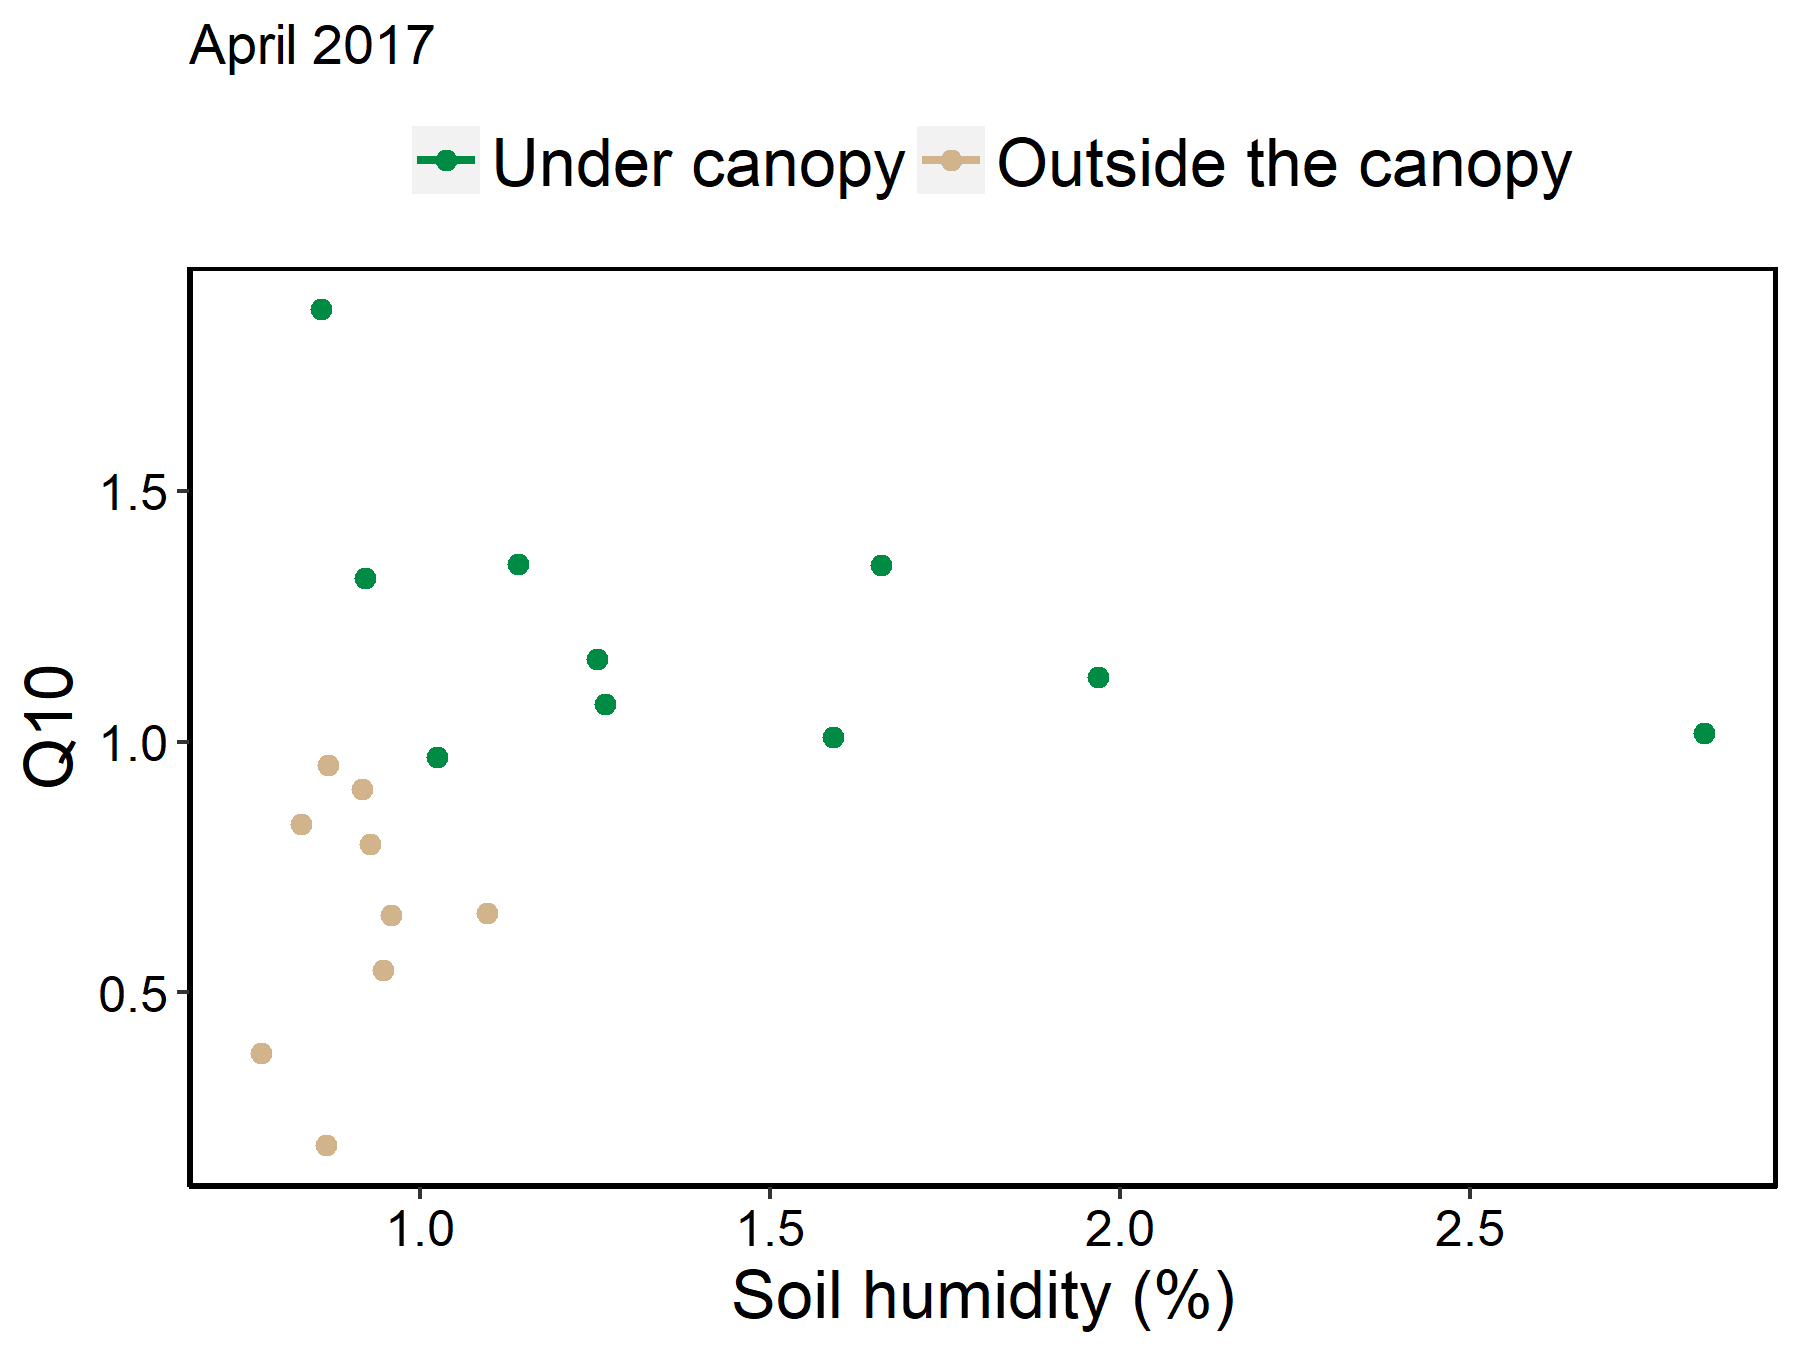 April 2017
Under canopy Outside the canopy
Q10
1.5
1.0
0.5
1.0 1.5 2.0 2.5
Soil humidity (%)